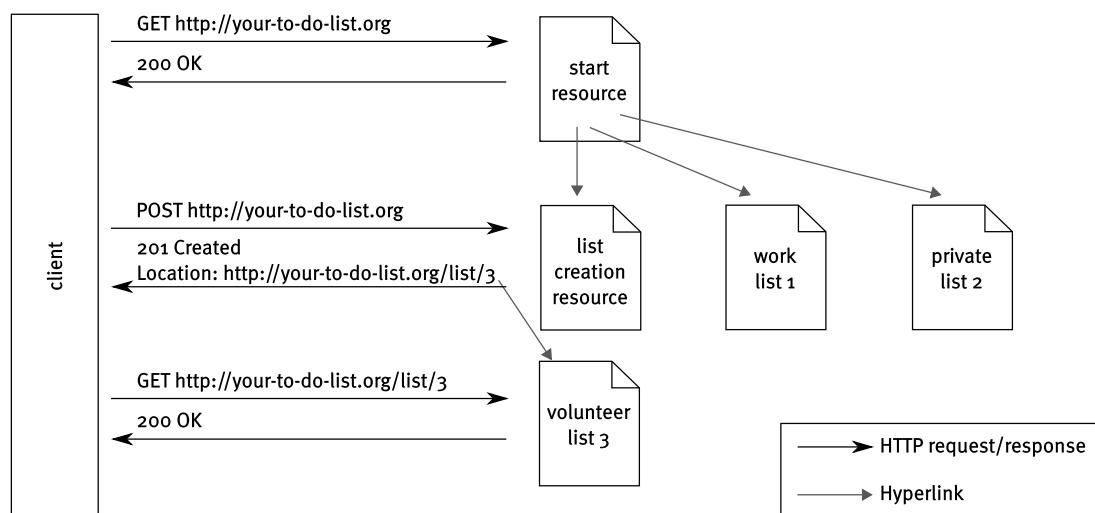 GET http://your-to-do-list.org
200 OK
start
resource
client
POST http://your-to-do-list.org
201 Created
Location: http://your-to-do-list.org/list/3
list
creation
resource
work
list 1
private
list 2
GET http://your-to-do-list.org/list/3
200 OK
volunteer
list 3
HTTP request/response
Hyperlink